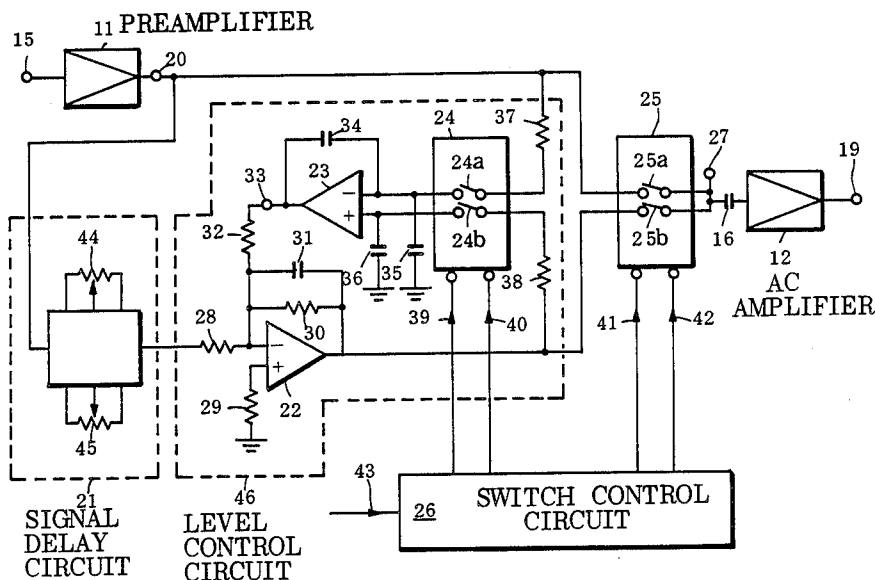 11 PREAMPLIFIER
15
20
24
37
25
27
34
23
24a
25a
19
33
24b
25b
32
31
36
35
38
16
12
AC
AMPLIFIER
44
28
30
39
40
41
42
29
22
45
43
21
46
26
SIGNAL
DELAY
CIRCUIT
LEVEL
CONTROL
CIRCUIT
SWITCH CONTROL
CIRCUIT